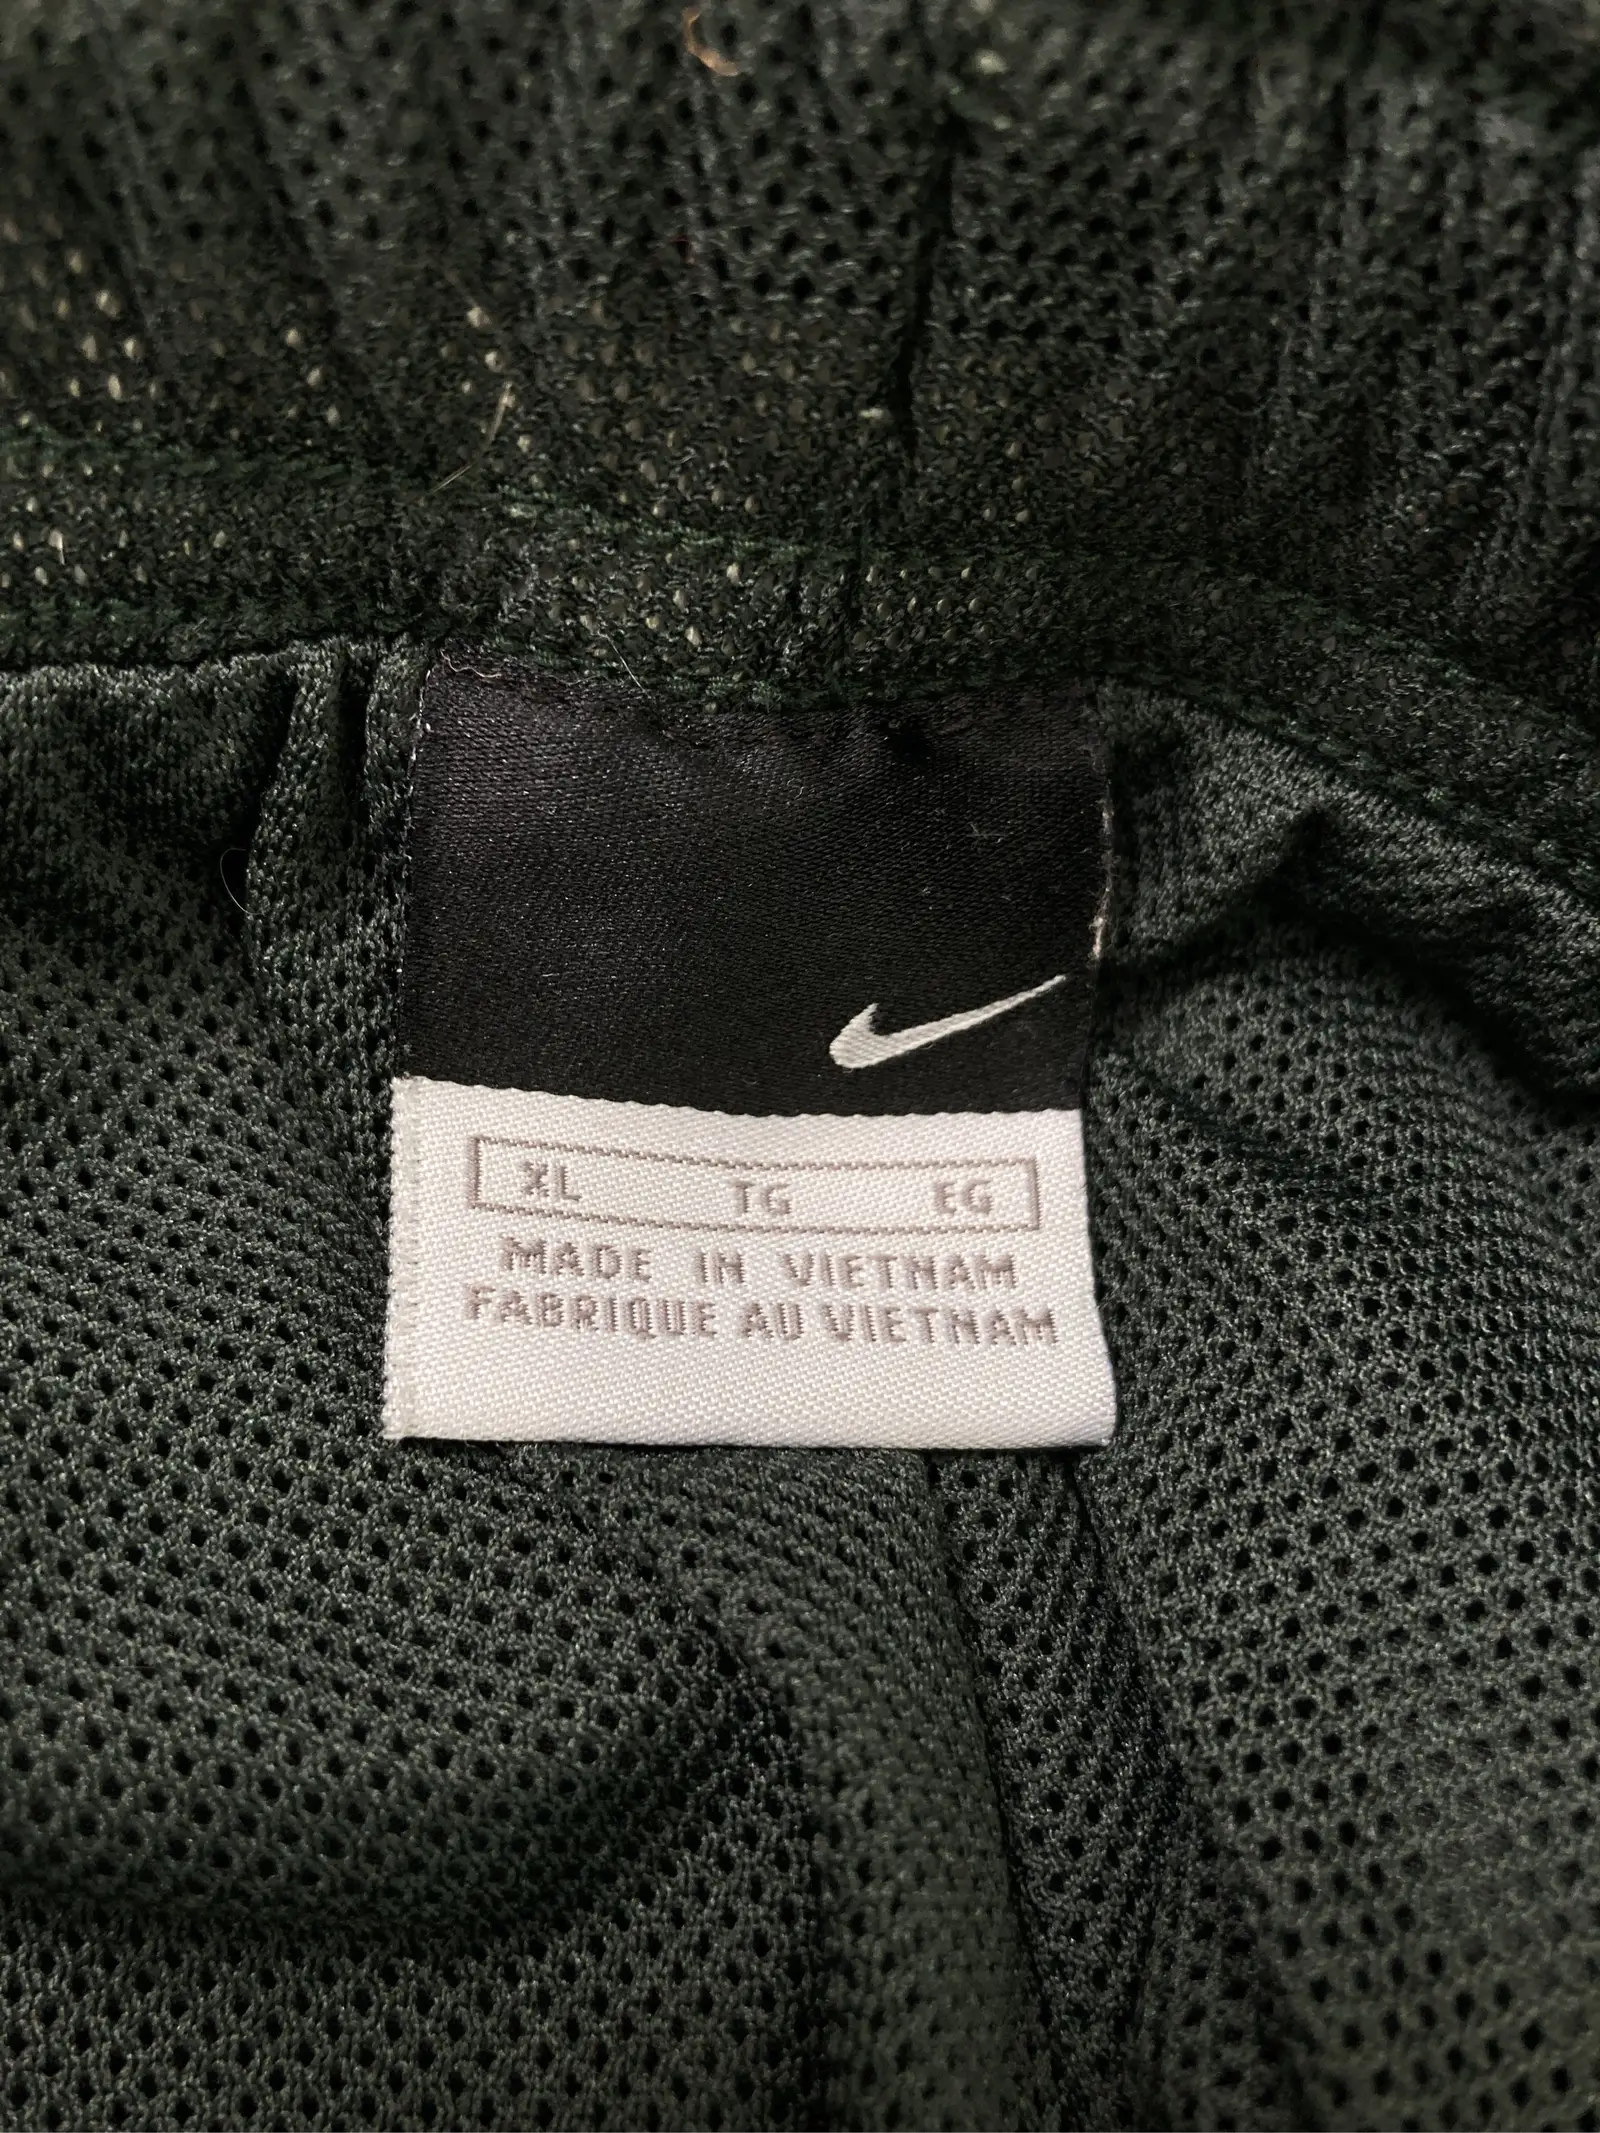 XL TG EG
MADE IN VIETNAM
FABRIQUE AU VIETNAM